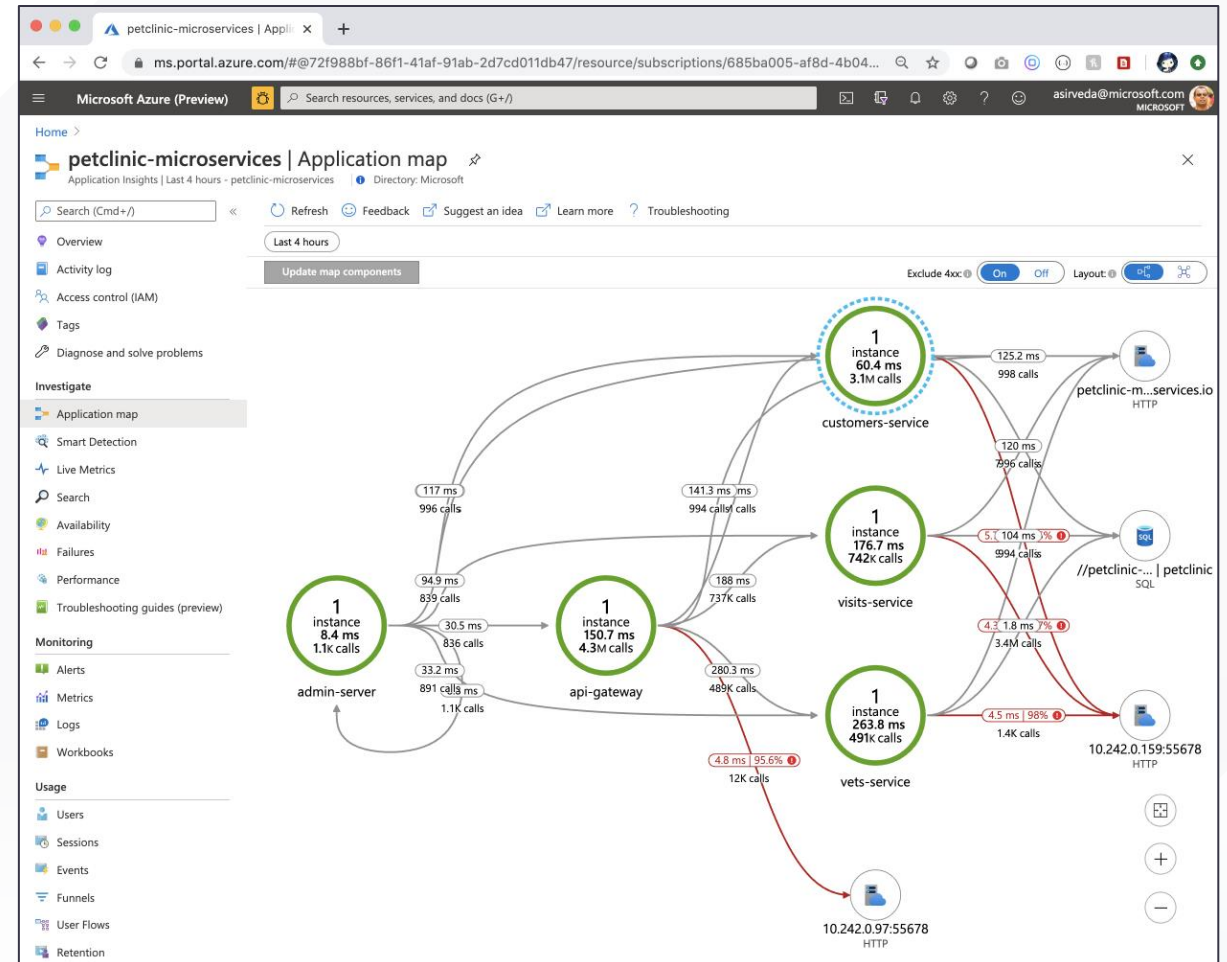 petclinic-microservices | Appli
ms.portal.azure.com/#@72f988bf-86f1-41af-91ab-2d7cd011db47/resource/subscriptions/685ba005-af8d-4b04...
Microsoft Azure (Preview)
Search resources, services, and docs (G+/)
asirveda@microsoft.com
MICROSOFT
Home >
petclinic-microservices | Application map
Application Insights | Last 4 hours - petclinic-microservices
Directory: Microsoft
Search (Cmd+/)
Refresh
Feedback
Suggest an idea
Learn more
Troubleshooting
Overview
Activity log
Access control (IAM)
Tags
Diagnose and solve problems
Investigate
Application map
Smart Detection
Live Metrics
Search
Availability
Failures
Performance
Troubleshooting guides (preview)
Monitoring
Alerts
Metrics
Logs
Workbooks
Usage
Users
Sessions
Events
Funnels
User Flows
Retention
Last 4 hours
Update map components
Exclude 4xx:
On
Off
Layout:
1
instance
60.4 ms
3.1M calls
customers-service
125.2 ms
998 calls
petclinic-m...services.io
HTTP
120 ms
117 ms
996 calls
141.3 ms
994 calls
1
instance
176.7 ms
742K calls
visits-service
104 ms
SQL
//petclinic-... | petclinic
SQL
94.9 ms
839 calls
188 ms
737K calls
1
instance
8.4 ms
1.1K calls
admin-server
30.5 ms
836 calls
1
instance
150.7 ms
4.3M calls
api-gateway
1.8 ms
3.4M calls
33.2 ms
891 calls
1.1K calls
280.3 ms
489K calls
1
instance
263.8 ms
491K calls
vets-service
4.5 ms | 98%
1.4K calls
10.242.0.159:55678
HTTP
4.8 ms | 95.6%
12K calls
10.242.0.97:55678
HTTP